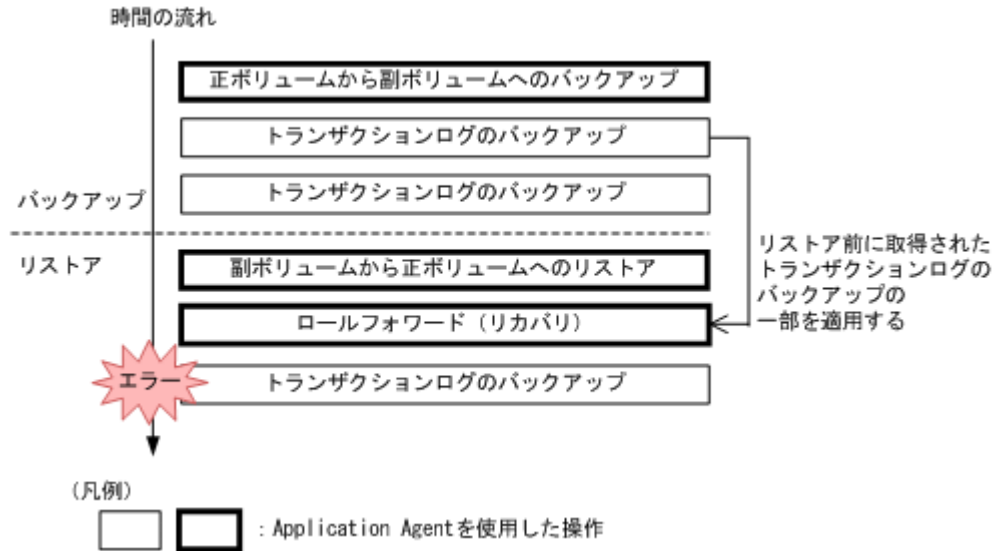 時間の流れ
正ボリュームから副ボリュームへのバックアップ
トランザクションログのバックアップ
トランザクションログのバックアップ
バックアップ
リストア
副ボリュームから正ボリュームへのリストア
リストア前に取得された
トランザクションログの
バックアップの
一部を適用する
ロールフォワード（リカバリ）
エラー
トランザクションログのバックアップ
（凡例）
：Application Agentを使用した操作